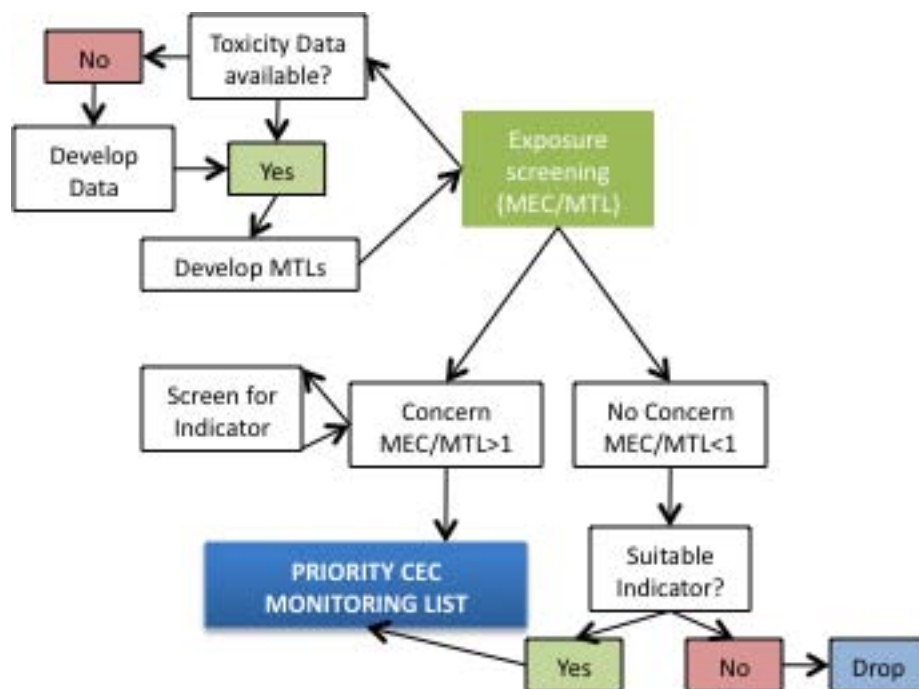 No
Toxicity Data
available?
Develop
Data
Yes
Develop MTLs
Exposure
screening
(MEC/MTL)
Screen for
Indicator
Concern
MEC/MTL>1
No Concern
MEC/MTL<1
PRIORITY CEC
MONITORING LIST
Suitable
Indicator?
Yes
No
Drop